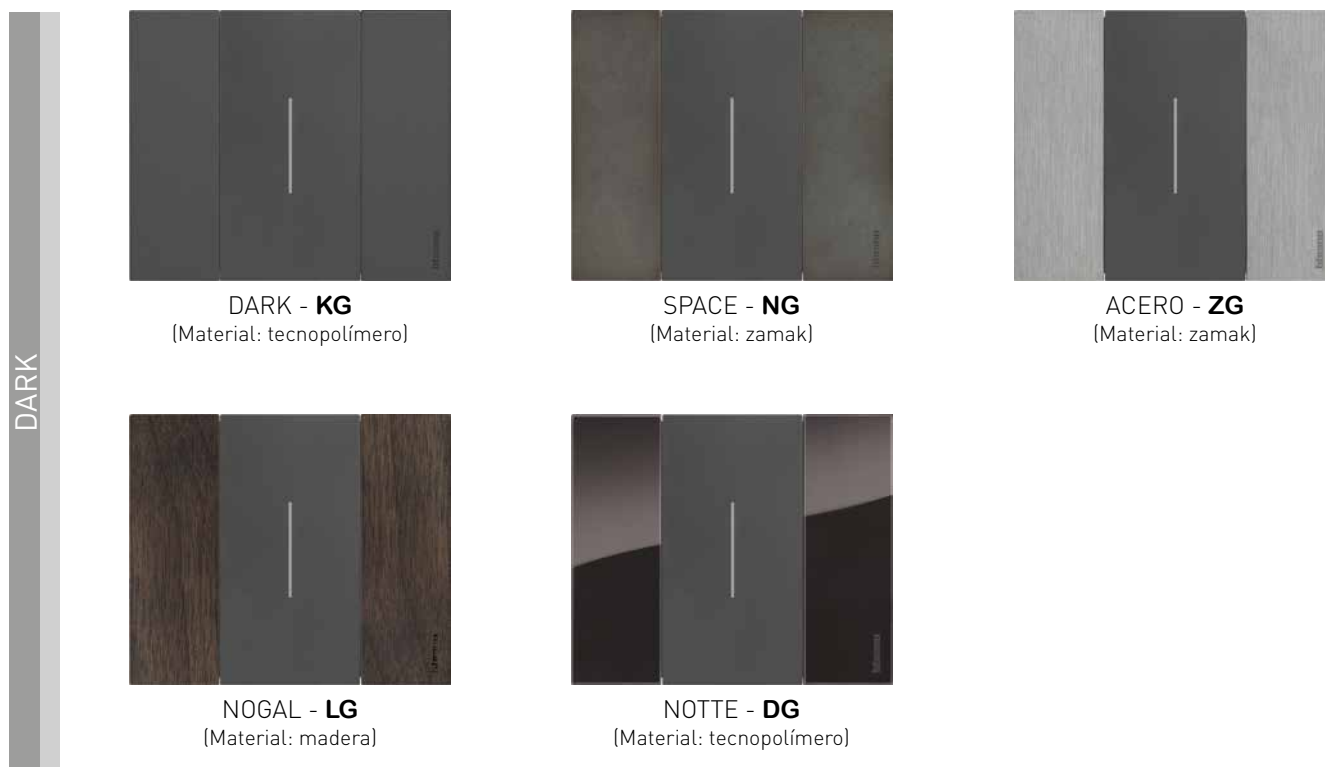 DARK
DARK - KG
(Material: tecnopolímero)
SPACE - NG
(Material: zamak)
ACERO - ZG
(Material: zamak)
NOGAL - LG
(Material: madera)
NOTTE - DG
(Material: tecnopolímero)